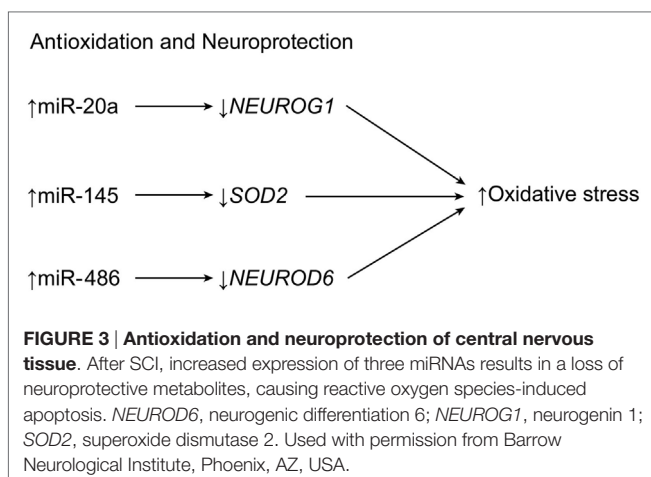 Antioxidation and Neuroprotection
↑miR-20a ↓NEUROG1
↑miR-145 ↓SOD2 ↑Oxidative stress
↑miR-486 ↓NEUROD6
FIGURE 3 | Antioxidation and neuroprotection of central nervous
tissue. After SCI, increased expression of three miRNAs results in a loss of
neuroprotective metabolites, causing reactive oxygen species-induced
apoptosis. NEUROD6, neurogenic differentiation 6; NEUROG1, neurogenin 1;
SOD2, superoxide dismutase 2. Used with permission from Barrow
Neurological Institute, Phoenix, AZ, USA.